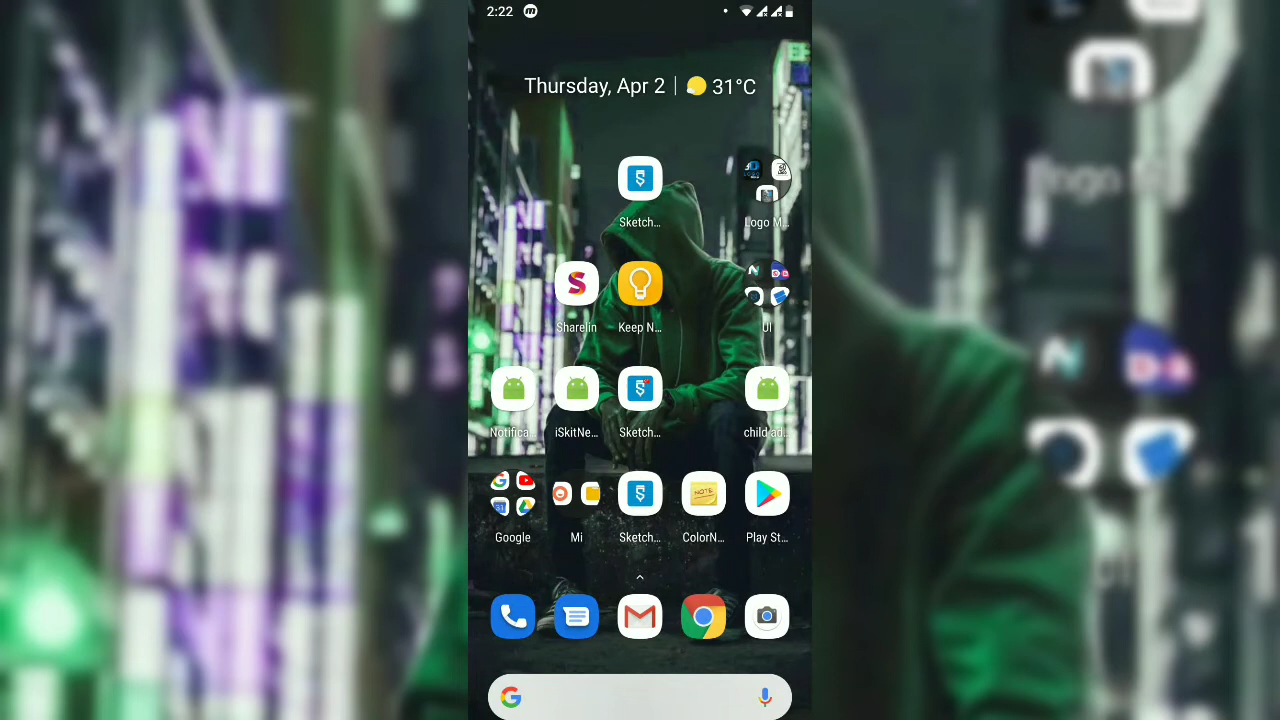 2:22
Thursday, Apr 2 | 31°C
Sketch...
Logo M...
Sharelin
Keep N...
UI
Notifica...
iSkitNe...
Sketch...
child ad...
Google
Mi
Sketch...
ColorN...
Play St...